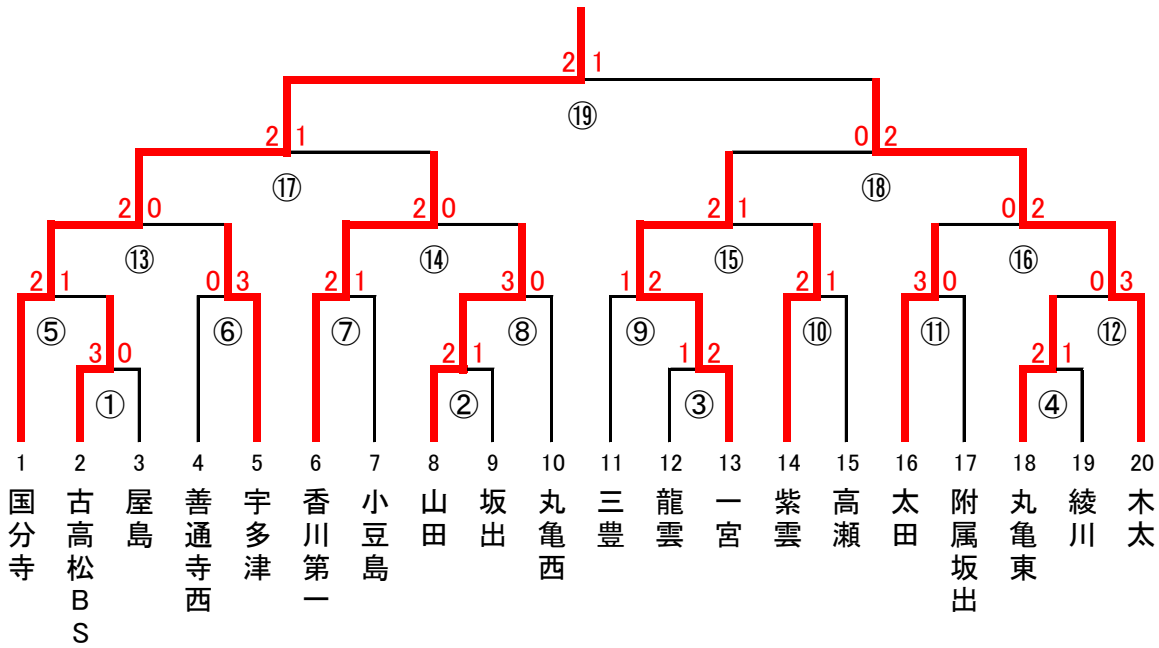 2 1
⑲
2 1
0 2
⑰
⑱
2 0
2 0
2 1
0 2
⑬
⑭
⑮
⑯
2 1
0 3
2 1
3 0
1 2
2 1
3 0
0 3
⑤
⑥
⑦
⑧
⑨
⑩
⑪
⑫
3 0
2 1
1 2
2 1
①
②
③
④
1 2 3 4 5 6 7 8 9 10 11 12 13 14 15 16 17 18 19 20
国分寺
古高松BS
屋島
善通寺西
宇多津
香川第一
小豆島
山田
坂出
丸亀西
三豊
龍雲
一宮
紫雲
高瀬
太田
附属坂出
丸亀東
綾川
木太